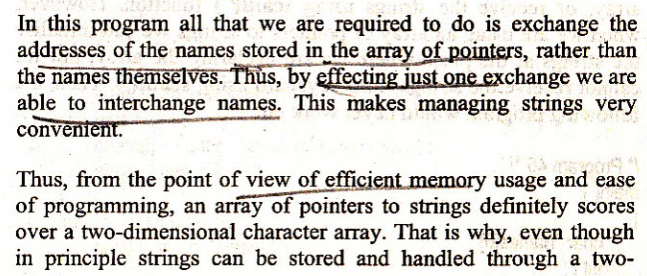 In this program all that we are required to do is exchange the
addresses of the names stored in the array of pointers, rather than
the names themselves. Thus, by effecting just one exchange we are
able to interchange names. This makes managing strings very
convenient.
Thus, from the point of view of efficient memory usage and ease
of programming, an array of pointers to strings definitely scores
over a two-dimensional character array. That is why, even though
in principle strings can be stored and handled through a two-